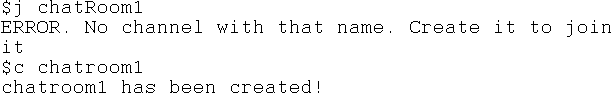 $j chatRoom1
ERROR. No channel with that name. Create it to join
it
$c chatroom1
chatroom1 has been created!